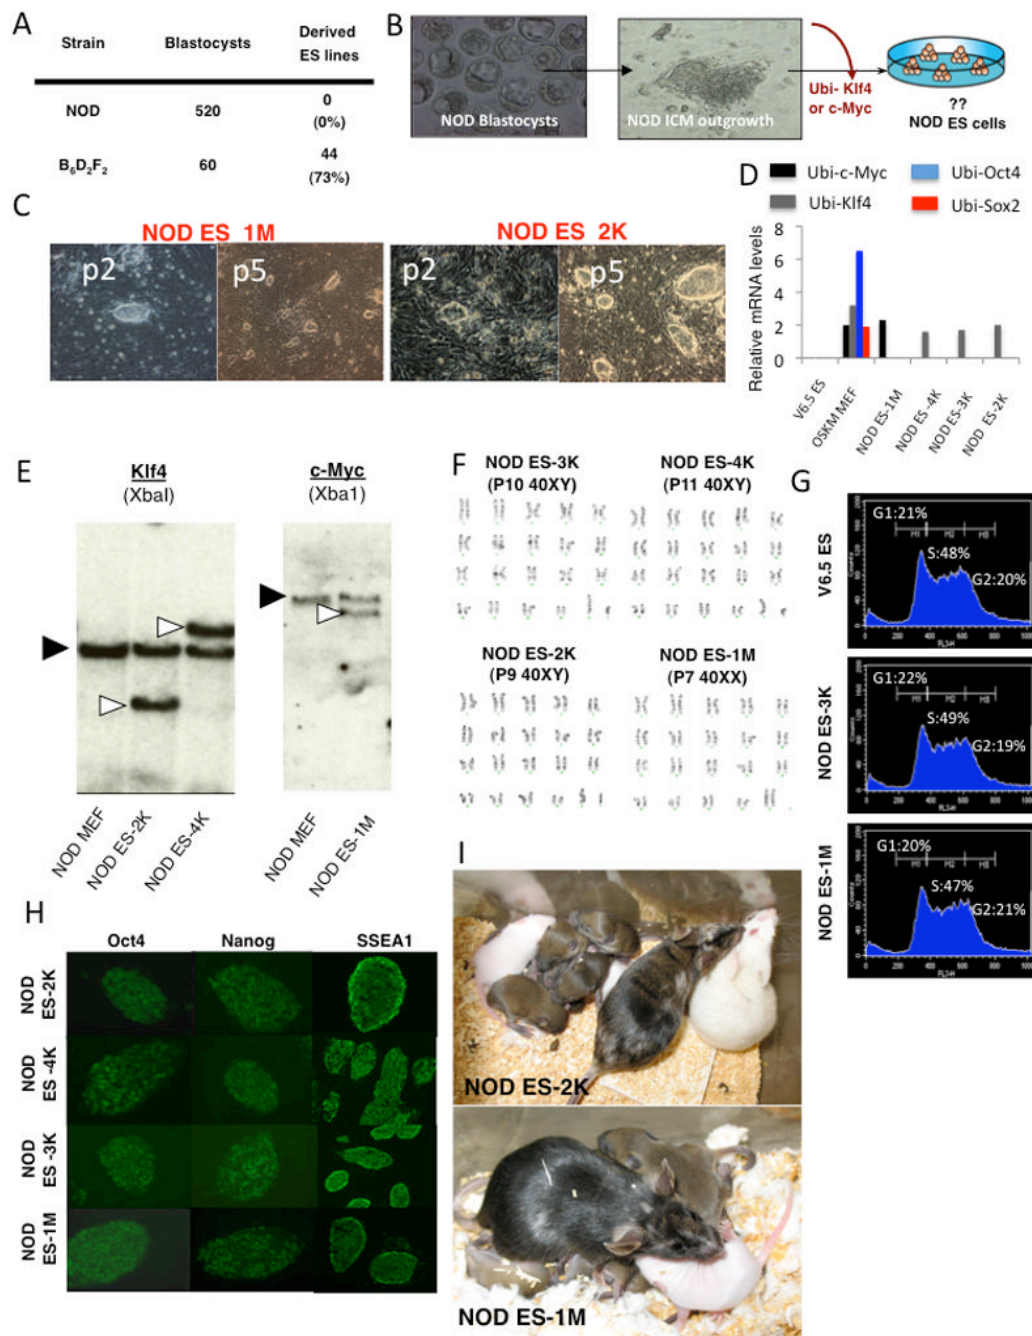 A
Strain Blastocysts Derived
ES lines
NOD 520 0
(0%)
B6D2F2 60 44
(73%)
B
NOD Blastocysts
NOD ICM outgrowth
Ubi- Klf4
or c-Myc
??
NOD ES cells
C
NOD ES 1M
NOD ES 2K
p2
p5
p2
p5
D
Ubi-c-Myc
Ubi-Oct4
Ubi-Klf4
Ubi-Sox2
Relative mRNA levels
8
6
4
2
0
V6.5 ES
OSKM MEF
NOD ES-1M
NOD ES -4K
NOD ES-3K
NOD ES-2K
E
Klf4
(XbaI)
c-Myc
(Xba1)
NOD MEF
NOD ES-2K
NOD ES-4K
NOD MEF
NOD ES-1M
F
NOD ES-3K
(P10 40XY)
NOD ES-4K
(P11 40XY)
NOD ES-2K
(P9 40XY)
NOD ES-1M
(P7 40XX)
G
V6.5 ES
G1:21%
S:48%
G2:20%
NOD ES-3K
G1:22%
S:49%
G2:19%
NOD ES-1M
G1:20%
S:47%
G2:21%
H
Oct4 Nanog SSEA1
NOD
ES-2K
NOD
ES -4K
NOD
ES -3K
NOD
ES-1M
I
NOD ES-2K
NOD ES-1M